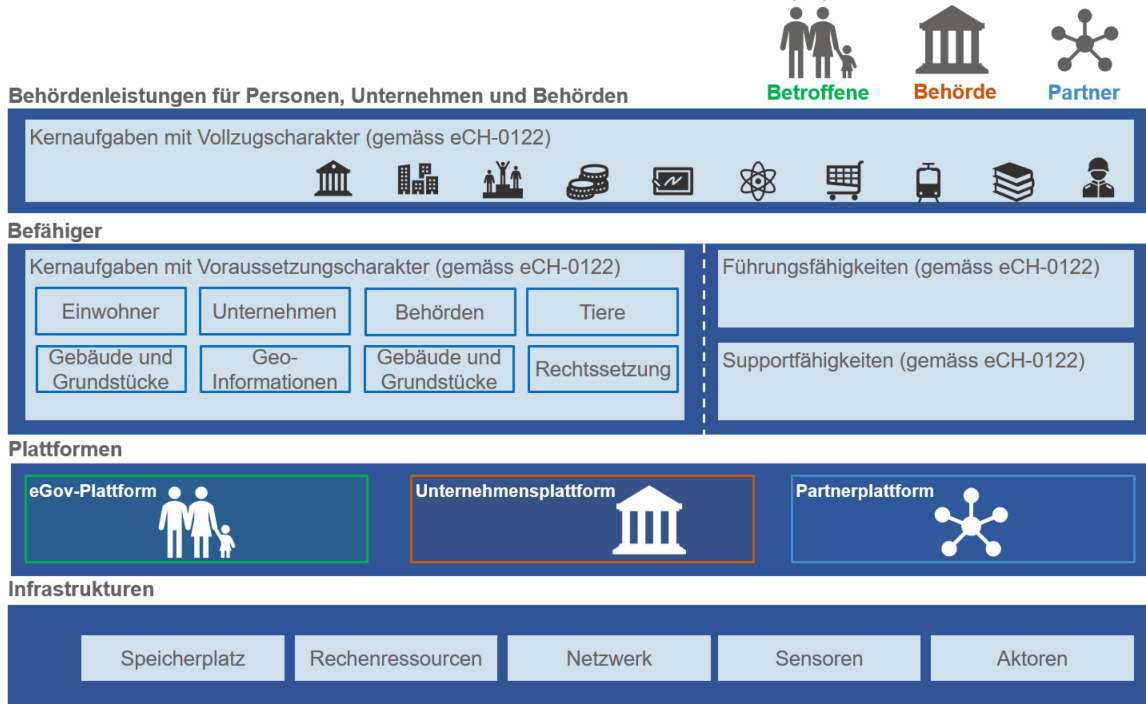 Betroffene
Behörde
Partner
Behördenleistungen für Personen, Unternehmen und Behörden
Kernaufgaben mit Vollzugscharakter (gemäss eCH-0122)
Befähiger
Kernaufgaben mit Voraussetzungscharakter (gemäss eCH-0122)
Einwohner
Unternehmen
Behörden
Tiere
Gebäude und
Grundstücke
Geo-
Informationen
Gebäude und
Grundstücke
Rechtssetzung
Führungsfähigkeiten (gemäss eCH-0122)
Supportfähigkeiten (gemäss eCH-0122)
Plattformen
eGov-Plattform
Unternehmensplattform
Partnerplattform
Infrastrukturen
Speicherplatz
Rechenressourcen
Netzwerk
Sensoren
Aktoren